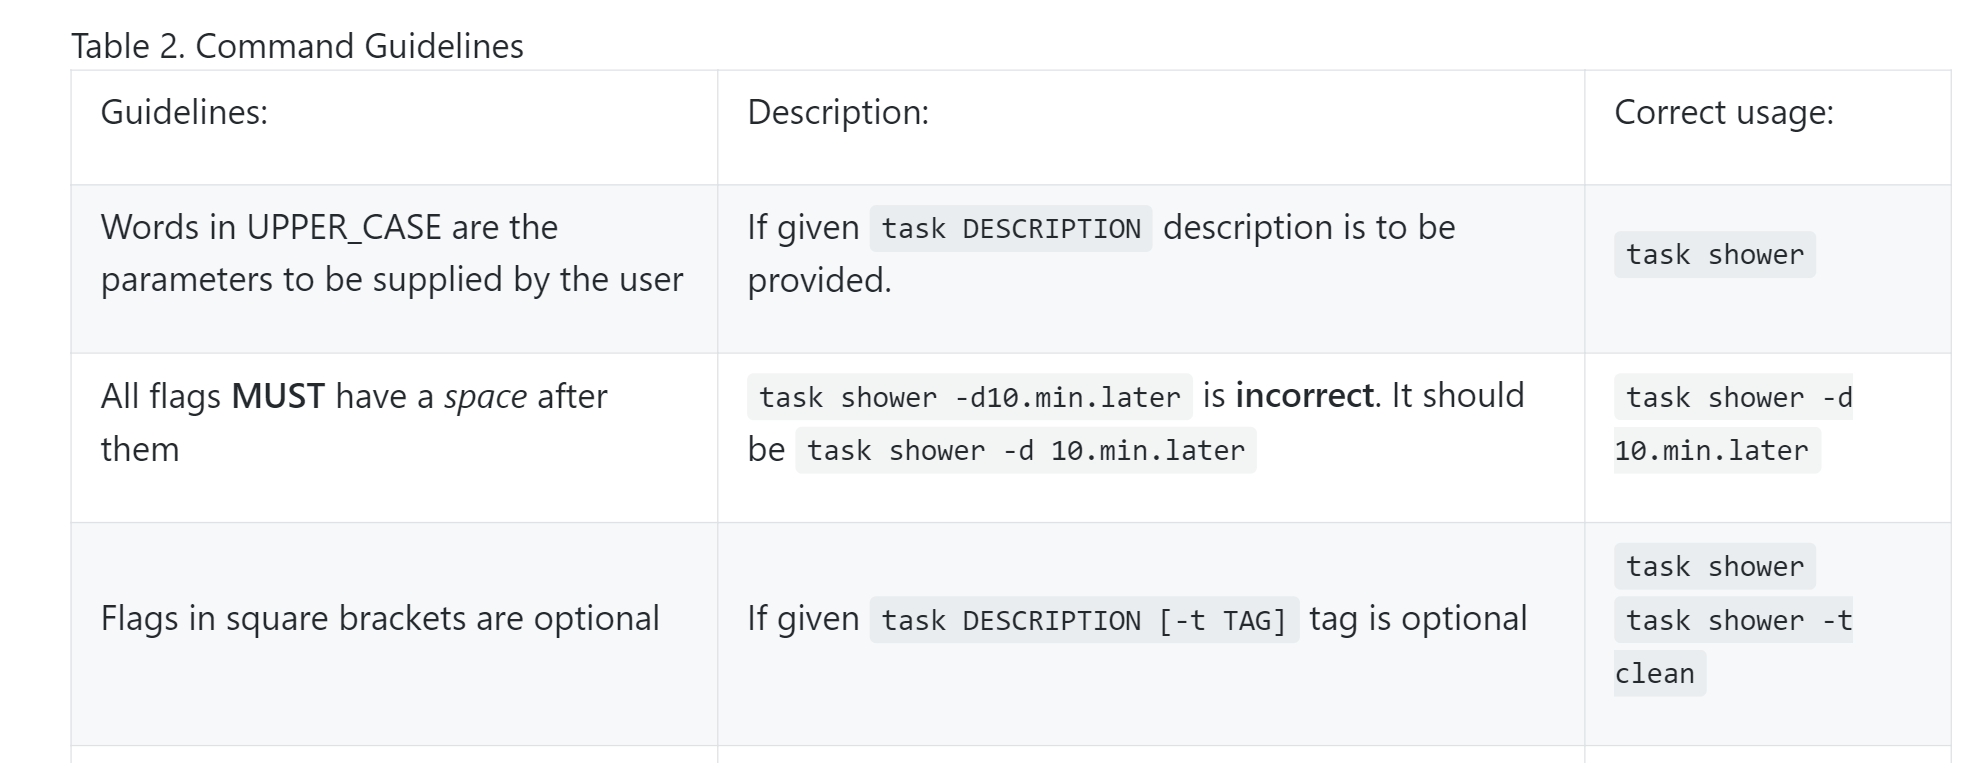 Table 2. Command Guidelines
Guidelines:
Description:
Correct usage:
Words in UPPER_CASE are the
parameters to be supplied by the user
If given task DESCRIPTION description is to be
provided.
task shower
All flags MUST have a space after
them
task shower -d10.min.later is incorrect. It should
be task shower -d 10.min.later
task shower -d
10.min.later
Flags in square brackets are optional
If given task DESCRIPTION [-t TAG] tag is optional
task shower
task shower -t
clean